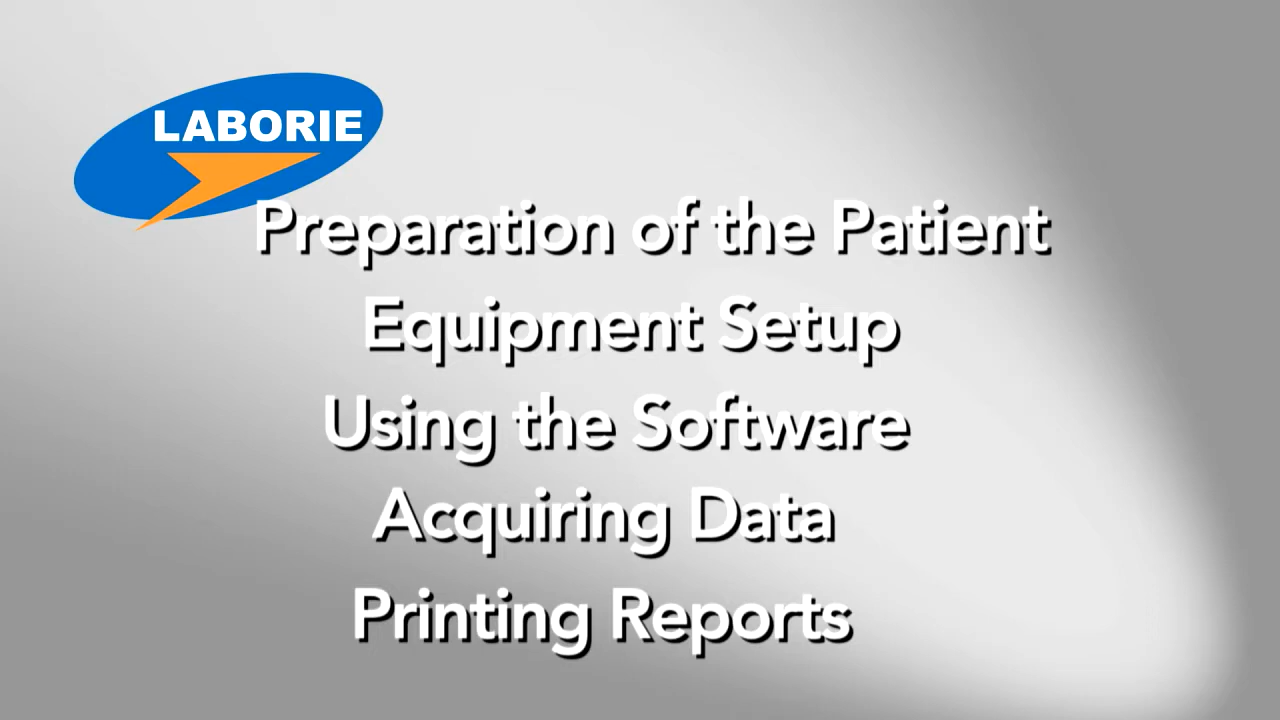 LABORIE
Preparation of the Patient
Equipment Setup
Using the Software
Acquiring Data
Printing Reports